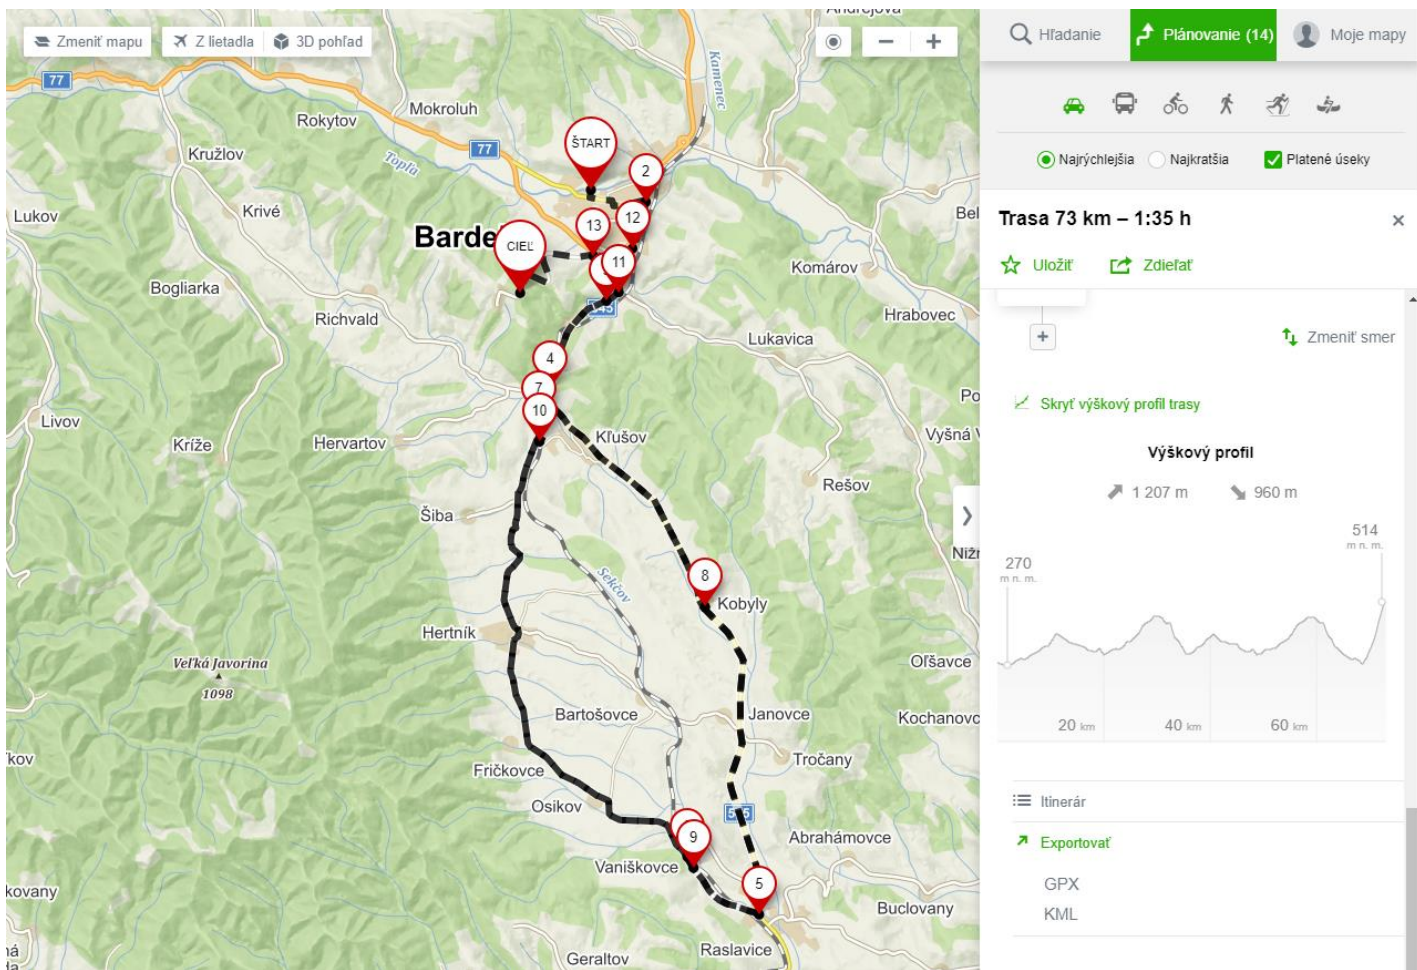 Zmeniť mapu
Z lietadla
3D pohľad
Hľadanie
Plánovanie (14)
Moje mapy
Najrýchlejšia
Najkratšia
Platené úseky
Trasa 73 km – 1:35 h
Uložiť
Zdieľať
Zmeniť smer
Skryť výškový profil trasy
Výškový profil
1 207 m
960 m
514
m n. m.
270
m n. m.
20 km
40 km
60 km
Itinerár
Exportovať
GPX
KML
Andrejová
Kamenec
77
Mokroluh
Rokytov
77
ŠTART
Kružľov
Topľa
2
Krivé
Lukov
12
13
Barde
CIEĽ
11
Komárov
Bogliarka
545
Hrabovec
Richvald
Lukavica
4
7
10
Livov
Kríže
Hervartov
Kľušov
Vyšná
Rešov
Šiba
Sekčov
8
Kobyly
Hertník
Oľšavce
Veľká Javorina
1098
Bartošovce
Janovce
Kochanovc
Tročany
Fričkovce
Osikov
Abrahámovce
9
Vaniškovce
5
Buclovany
Raslavice
Geraltov